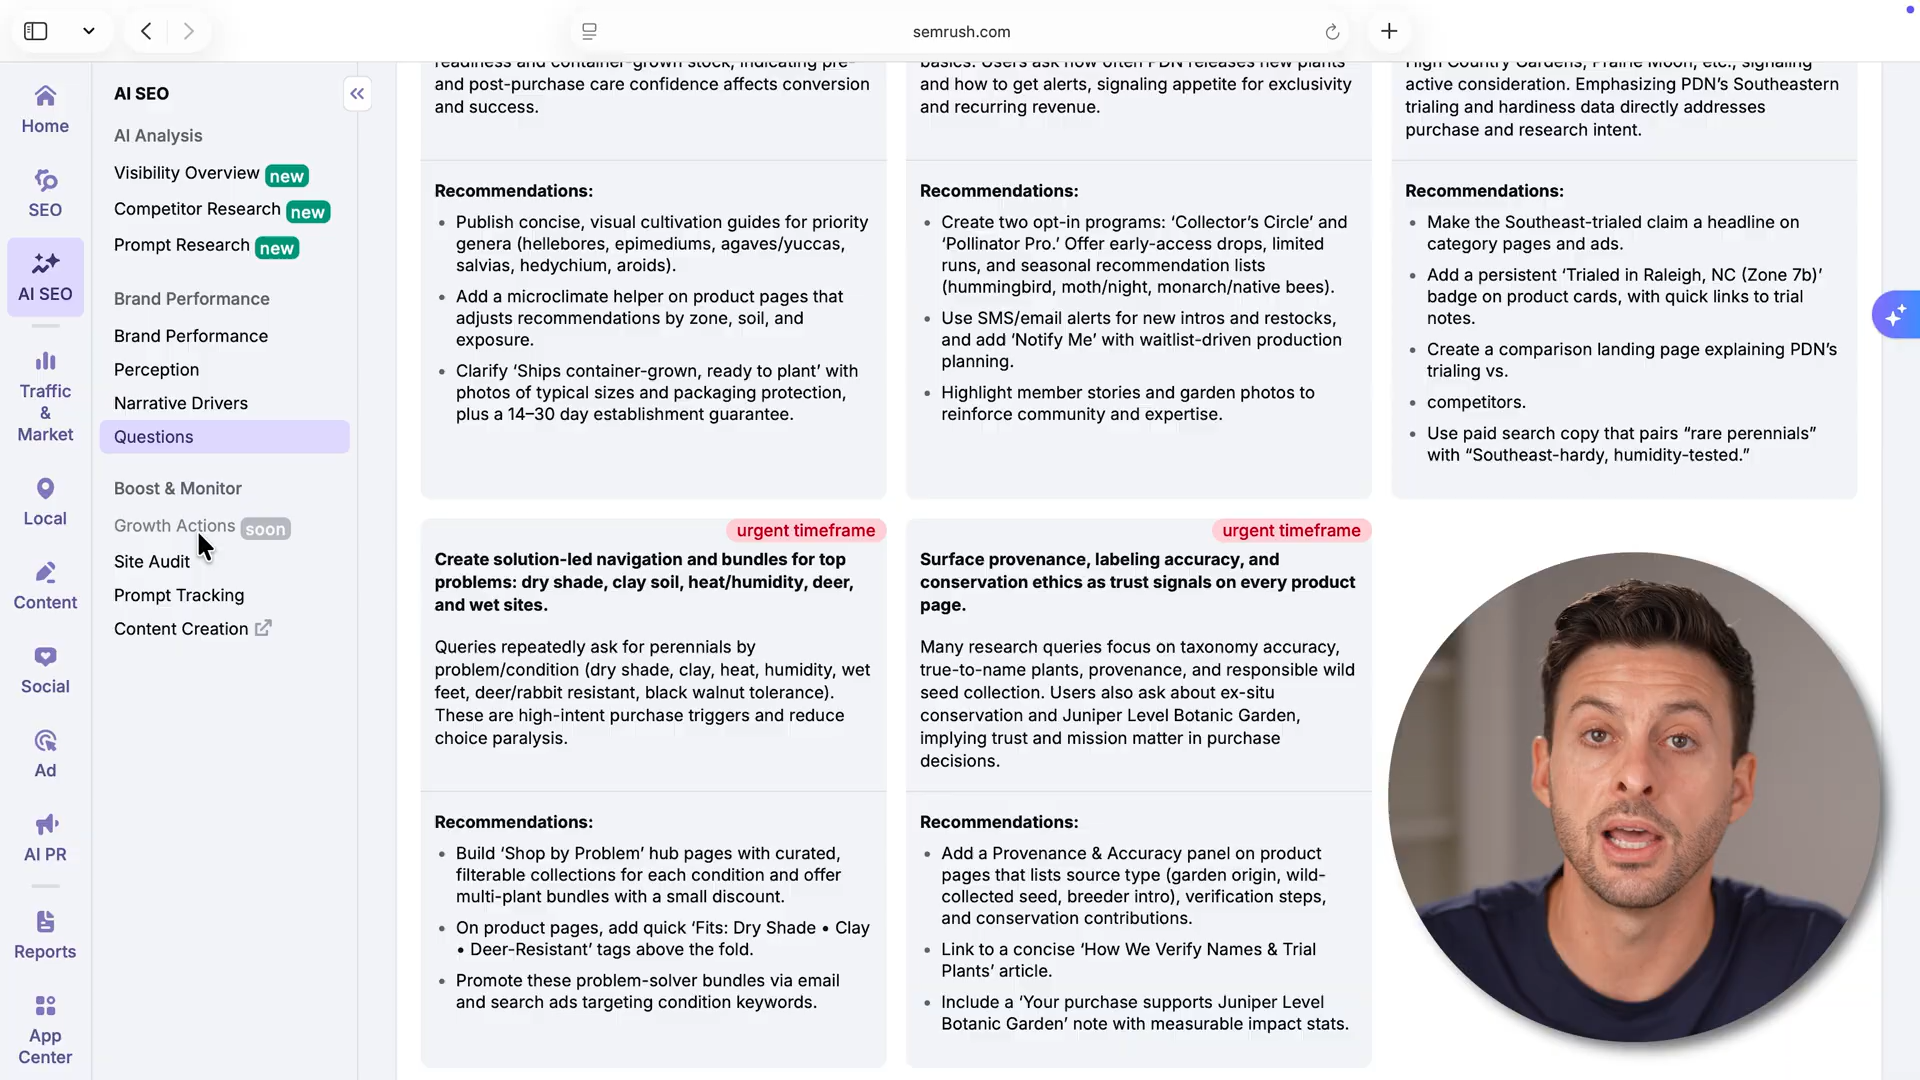 semrush.com
Home
SEO
AI SEO
Traffic
&
Market
Local
Content
Social
Ad
AI PR
Reports
App
Center
AI SEO
AI Analysis
Visibility Overview new
Competitor Research new
Prompt Research new
Brand Performance
Brand Performance
Perception
Narrative Drivers
Questions
Boost & Monitor
Growth Actions soon
Site Audit
Prompt Tracking
Content Creation
readiness and container-grown stock, indicating pre-
and post-purchase care confidence affects conversion
and success.
Recommendations:
• Publish concise, visual cultivation guides for priority
genera (hellebores, epimediums, agaves/yuccas,
salvias, hedychium, aroids).
• Add a microclimate helper on product pages that
adjusts recommendations by zone, soil, and
exposure.
• Clarify ‘Ships container-grown, ready to plant’ with
photos of typical sizes and packaging protection,
plus a 14–30 day establishment guarantee.
basics. Users ask how often PDN releases new plants
and how to get alerts, signaling appetite for exclusivity
and recurring revenue.
Recommendations:
• Create two opt-in programs: ‘Collector’s Circle’ and
‘Pollinator Pro.’ Offer early-access drops, limited
runs, and seasonal recommendation lists
(hummingbird, moth/night, monarch/native bees).
• Use SMS/email alerts for new intros and restocks,
and add ‘Notify Me’ with waitlist-driven production
planning.
• Highlight member stories and garden photos to
reinforce community and expertise.
High Country Gardens, Prairie Moon, etc., signaling
active consideration. Emphasizing PDN’s Southeastern
trialing and hardiness data directly addresses
purchase and research intent.
Recommendations:
• Make the Southeast-trialed claim a headline on
category pages and ads.
• Add a persistent ‘Trialed in Raleigh, NC (Zone 7b)’
badge on product cards, with quick links to trial
notes.
• Create a comparison landing page explaining PDN’s
trialing vs.
• competitors.
• Use paid search copy that pairs “rare perennials”
with “Southeast-hardy, humidity-tested.”
urgent timeframe
Create solution-led navigation and bundles for top
problems: dry shade, clay soil, heat/humidity, deer,
and wet sites.
Queries repeatedly ask for perennials by
problem/condition (dry shade, clay, heat, humidity, wet
feet, deer/rabbit resistant, black walnut tolerance).
These are high-intent purchase triggers and reduce
choice paralysis.
Recommendations:
• Build ‘Shop by Problem’ hub pages with curated,
filterable collections for each condition and offer
multi-plant bundles with a small discount.
• On product pages, add quick ‘Fits: Dry Shade • Clay
• Deer-Resistant’ tags above the fold.
• Promote these problem-solver bundles via email
and search ads targeting condition keywords.
urgent timeframe
Surface provenance, labeling accuracy, and
conservation ethics as trust signals on every product
page.
Many research queries focus on taxonomy accuracy,
true-to-name plants, provenance, and responsible wild
seed collection. Users also ask about ex-situ
conservation and Juniper Level Botanic Garden,
implying trust and mission matter in purchase
decisions.
Recommendations:
• Add a Provenance & Accuracy panel on product
pages that lists source type (garden origin, wild-
collected seed, breeder intro), verification steps,
and conservation contributions.
• Link to a concise ‘How We Verify Names & Trial
Plants’ article.
• Include a ‘Your purchase supports Juniper Level
Botanic Garden’ note with measurable impact stats.